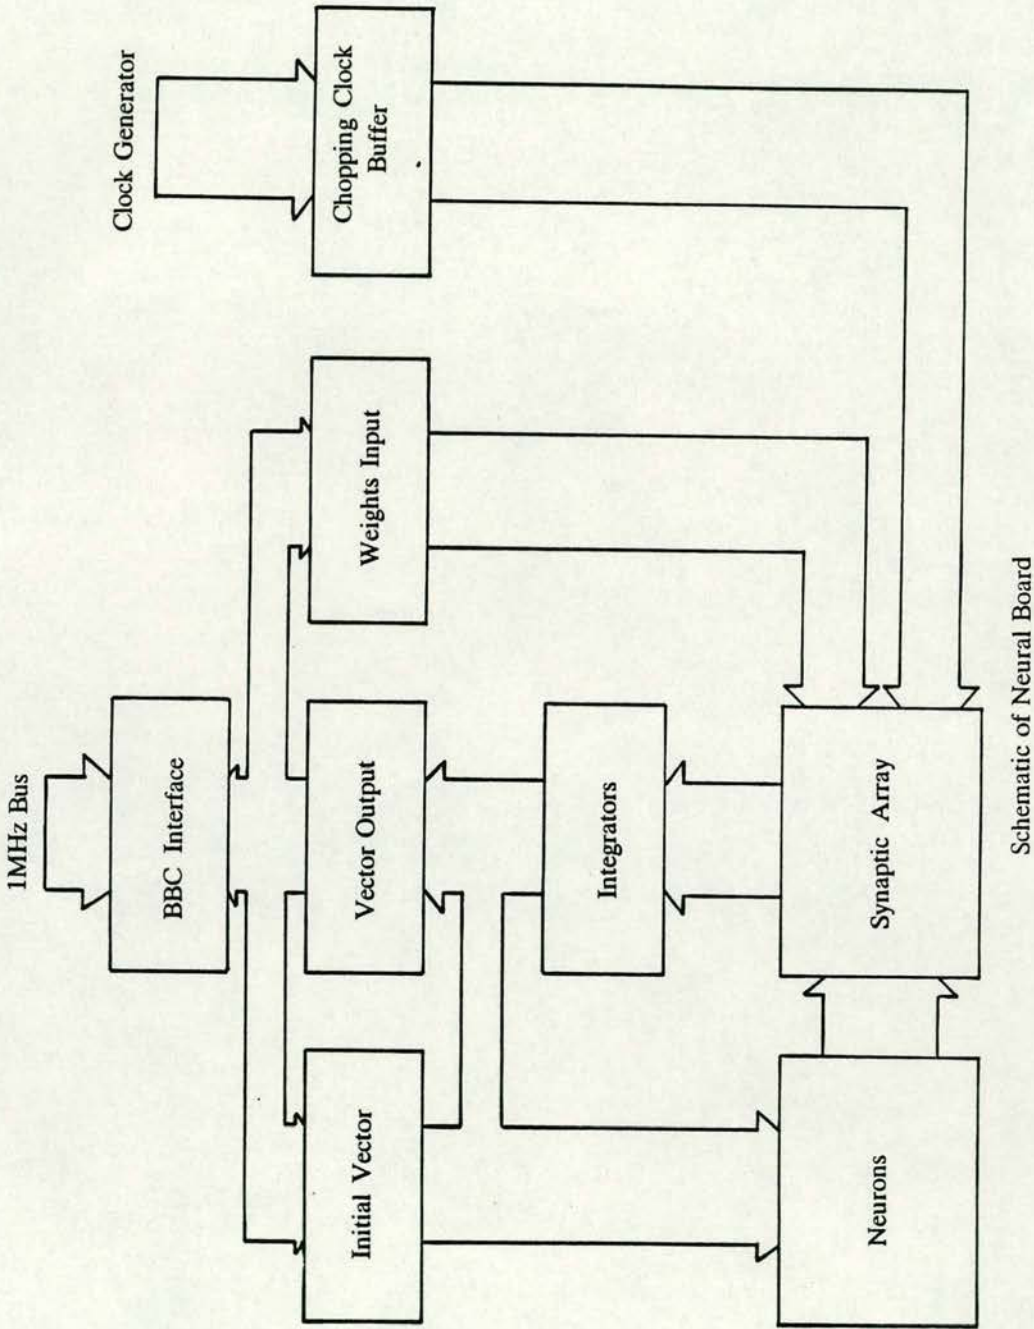 1MHz Bus
Clock Generator
BBC Interface
Initial Vector
Vector Output
Weights Input
Chopping Clock
Buffer
Integrators
Neurons
Synaptic Array
Schematic of Neural Board